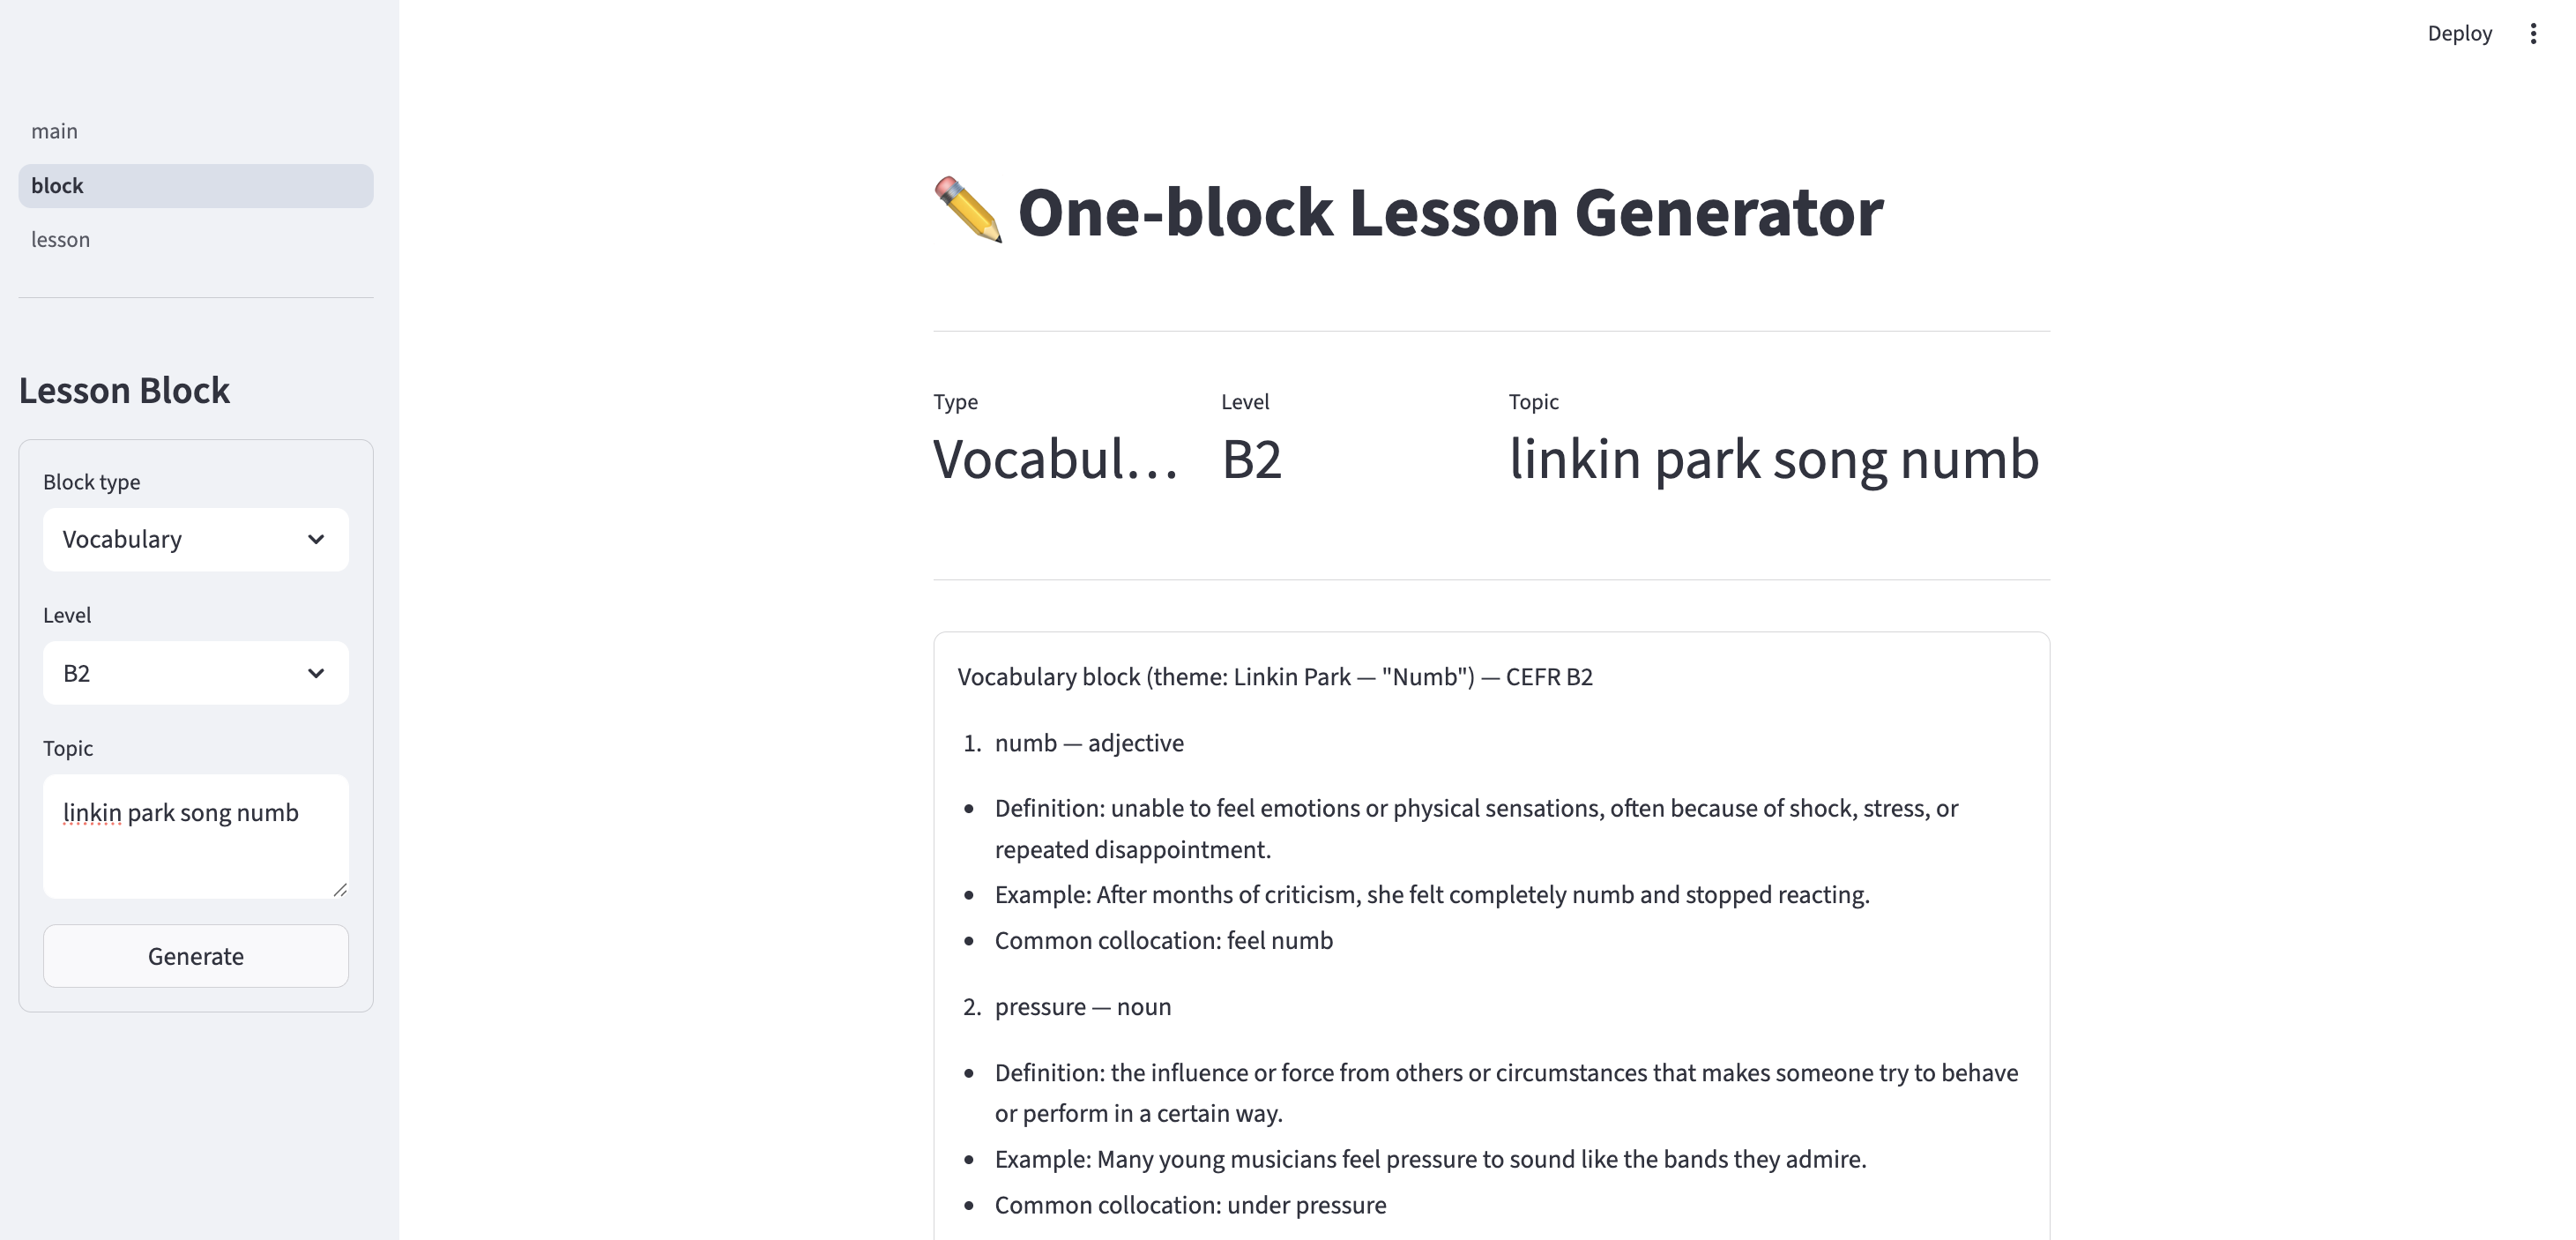 Deploy
main
block
lesson
Lesson Block
Block type
Vocabulary
Level
B2
Topic
linkin park song numb
Generate
✏️ One-block Lesson Generator
Type
Vocabul…
Level
B2
Topic
linkin park song numb
Vocabulary block (theme: Linkin Park — "Numb") — CEFR B2
1. numb — adjective
• Definition: unable to feel emotions or physical sensations, often because of shock, stress, or
repeated disappointment.
• Example: After months of criticism, she felt completely numb and stopped reacting.
• Common collocation: feel numb
2. pressure — noun
• Definition: the influence or force from others or circumstances that makes someone try to behave
or perform in a certain way.
• Example: Many young musicians feel pressure to sound like the bands they admire.
• Common collocation: under pressure